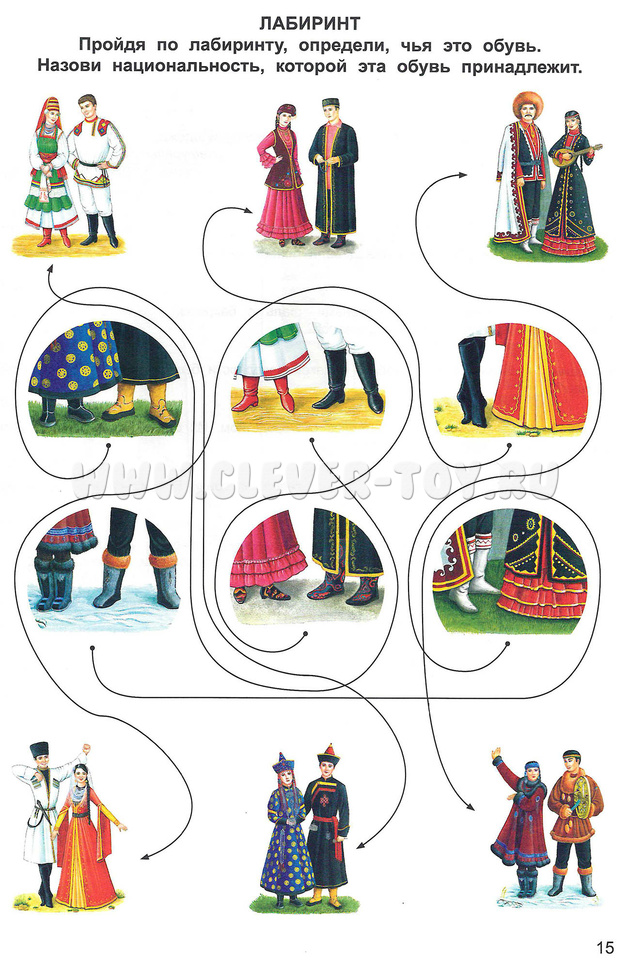 ЛАБИРИНТ
Пройдя по лабиринту, определи, чья это обувь.
Назови национальность, которой эта обувь принадлежит.
WWW.CLEVER-TOY.RU
15